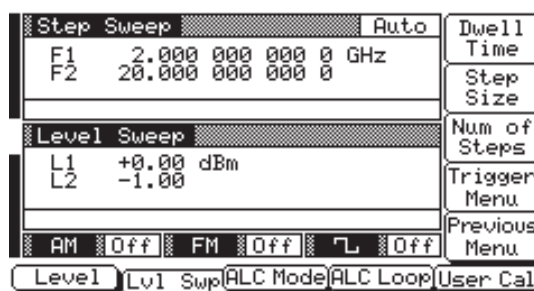 Step Sweep Auto
F1 2.000 000 000 0 GHz
F2 20.000 000 000 0
Level Sweep
L1 +0.00 dBm
L2 -1.00
AM Off FM Off Off
Dwell
Time
Step
Size
Num of
Steps
Trigger
Menu
Previous
Menu
Level Lvl Swp ALC Mode ALC Loop User Cal